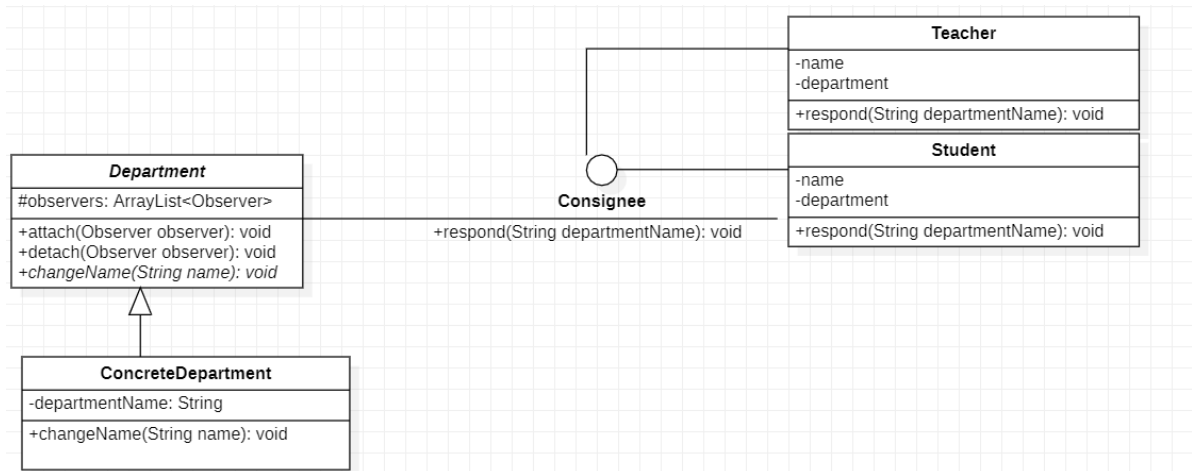 Teacher
-name
-department
+respond(String departmentName): void
Student
-name
-department
+respond(String departmentName): void
Department
#observers: ArrayList<Observer>
+attach(Observer observer): void
+detach(Observer observer): void
+changeName(String name): void
Consignee
+respond(String departmentName): void
ConcreteDepartment
-departmentName: String
+changeName(String name): void